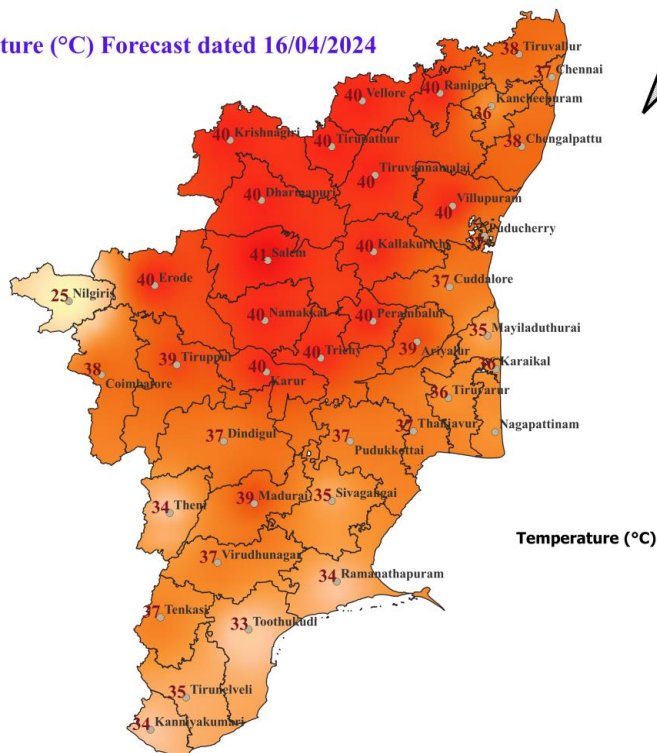 ture (°C) Forecast dated 16/04/2024
38 Tiruvallur
37 Chennai
40 Ranipet
40 Vellore
Kancheepuram
36
40 Krishnagiri
40 Tirupathur
38 Chengalpattu
Tiruvannamalai
40
40 Dharmapuri
Villupuram
40
Puducherry
41 Salem
40 Kallakurichi
40 Erode
37 Cuddalore
25 Nilgiris
40 Namakkal
40 Perambalur
35 Mayiladuthurai
39 Tiruppur
40 Trichy
39 Ariyalur
36 Karaikal
38 Coimbatore
40 Karur
36 Tiruvarur
37 Dindigul
37 Pudukkottai
37 Thanjavur
Nagapattinam
34 Theni
39 Madurai
35 Sivagangai
Temperature (°C)
37 Virudhunagar
34 Ramanathapuram
37 Tenkasi
33 Toothukudi
35 Tirunelveli
34 Kanniyakumari